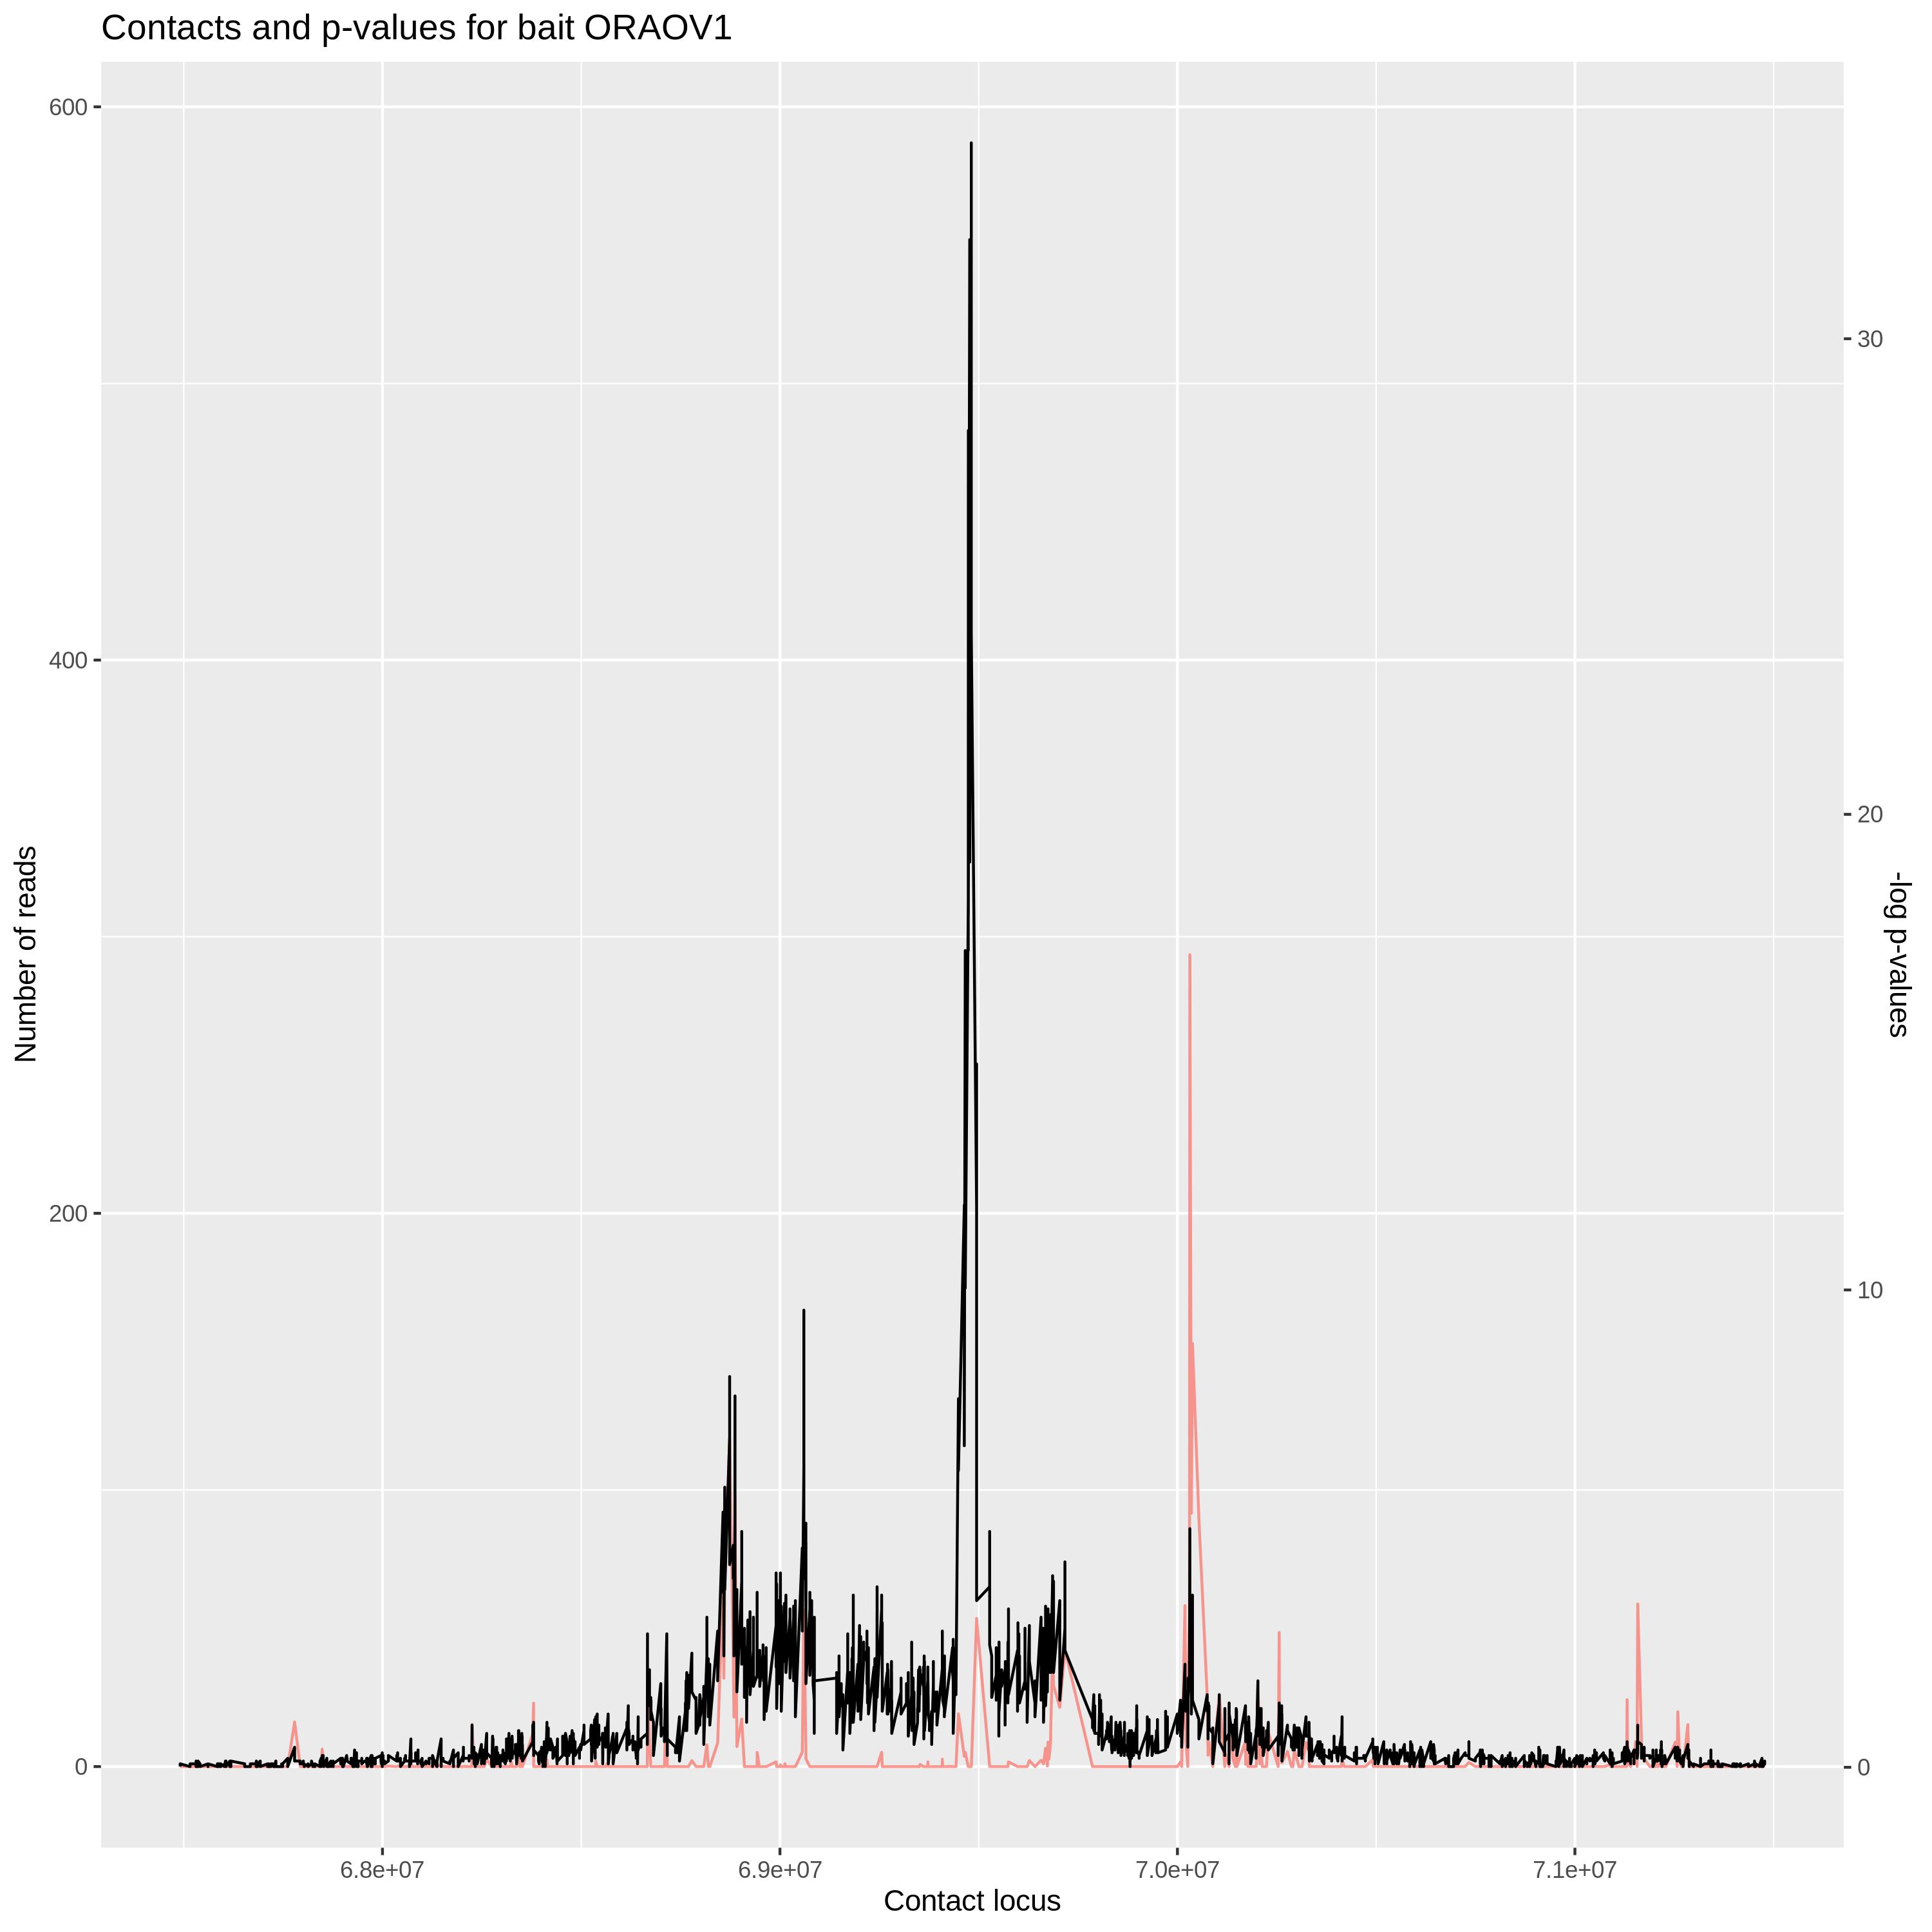 Contacts and p-values for bait ORAOV1
600
400
200
0
Number of reads
30
20
10
0
-log p-values
6.8e+07
6.9e+07
7.0e+07
7.1e+07
Contact locus